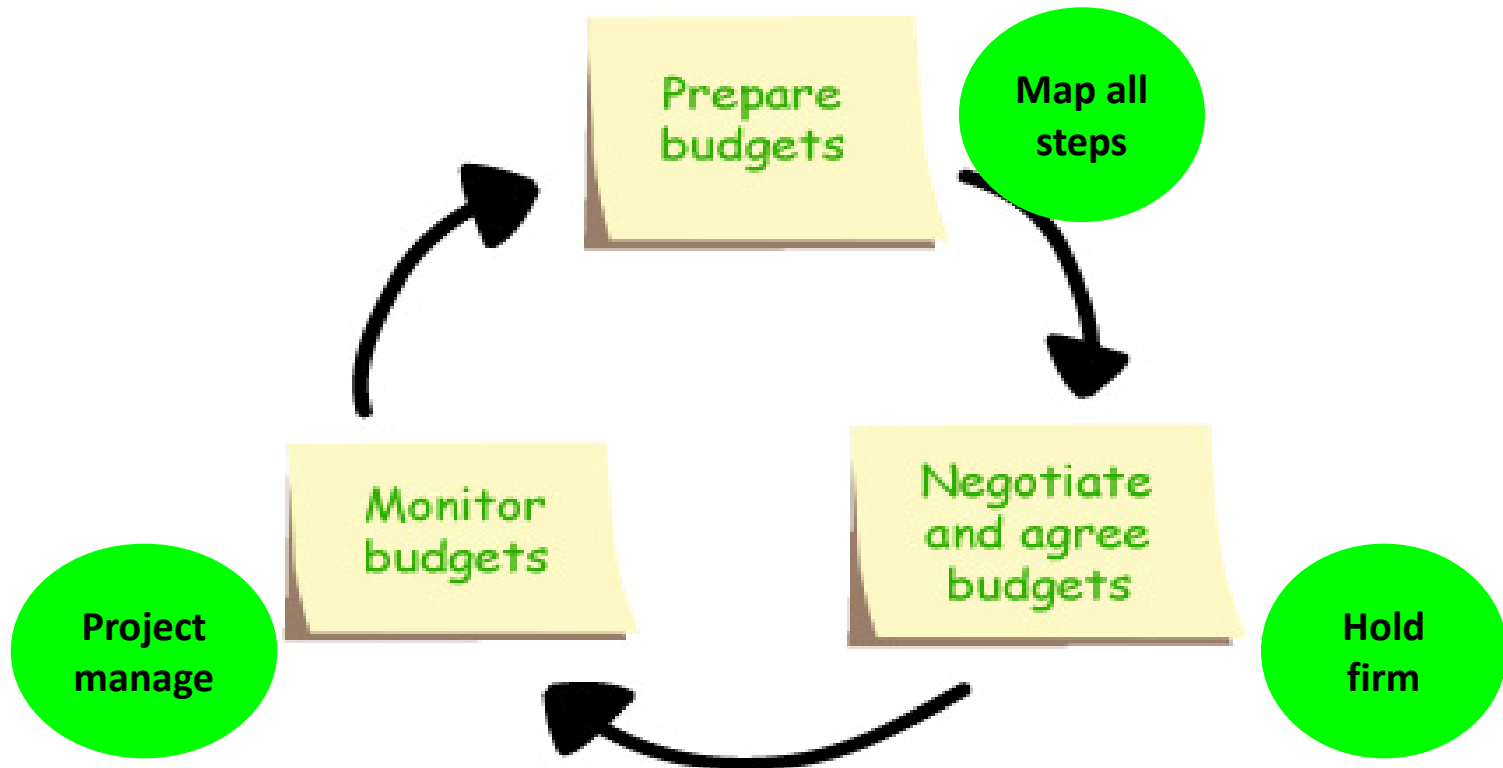 Prepare
budgets
Map all
steps
Negotiate
and agree
budgets
Hold
firm
Monitor
budgets
Project
manage